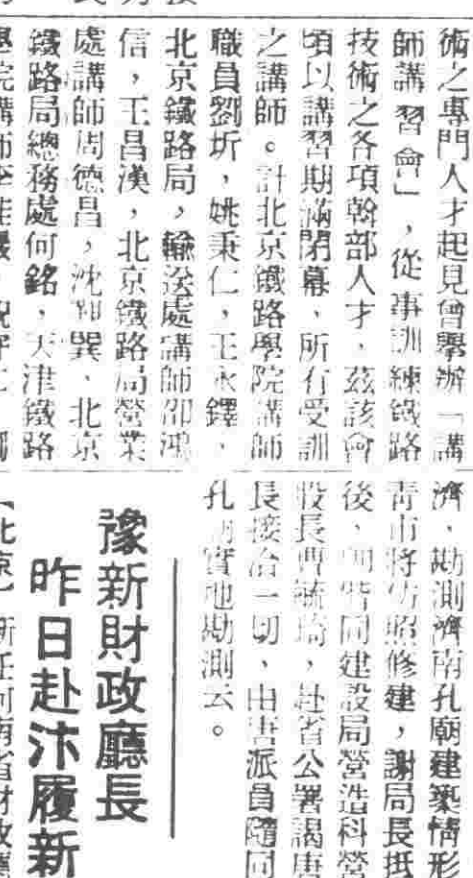 術之專門人才起見曾舉辦「講
師講習會」，從事訓練鐵路
技術之各項幹部人才，茲該會
頃以講習期滿閉幕，所有受訓
之講師。計北京鐵路學院講師
職員劉圻，姚秉仁，王永鐸，
北京鐵路局，輸送處講師邵鴻
信，王昌漢，北京鐵路局營業
處講師周德昌，沈巽，北京
鐵路局總務處何銘，天津鐵路
學院講師
濟，勘測濟南孔廟建築情形
青市將仿照修建，謝局長抵
後，同建設局營造科營
股長曹毓琦，赴省公署謁唐
長接洽一切，由唐派員隨同
孔廟實地勘測云。
豫新財政廳長
昨日赴汴履新
【北京】新任河南省財政廳